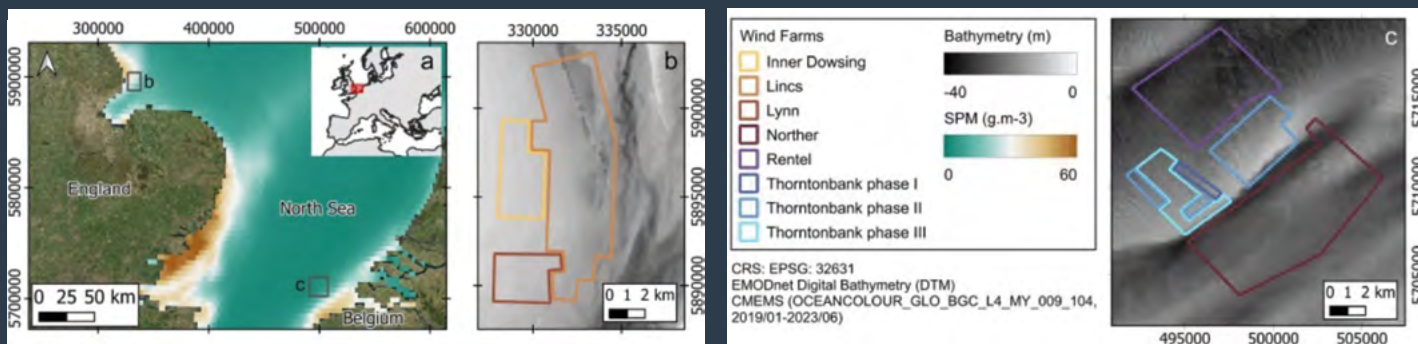 300000 400000 500000 600000
a
b
5900000
5800000
5700000
England
North Sea
c
Belgium
0 25 50 km
330000 335000
b
5900000
5895000
5890000
0 1 2 km
Wind Farms
Inner Dowsing
Lincs
Lynn
Norther
Rentel
Thorntonbank phase I
Thorntonbank phase II
Thorntonbank phase III
Bathymetry (m)
-40 0
SPM (g.m-3)
0 60
CRS: EPSG: 32631
EMODnet Digital Bathymetry (DTM)
CMEMS (OCEANCOLOUR_GLO_BGC_L4_MY_009_104,
2019/01-2023/06)
C
5715000
5710000
5705000
0 1 2 km
495000 500000 505000